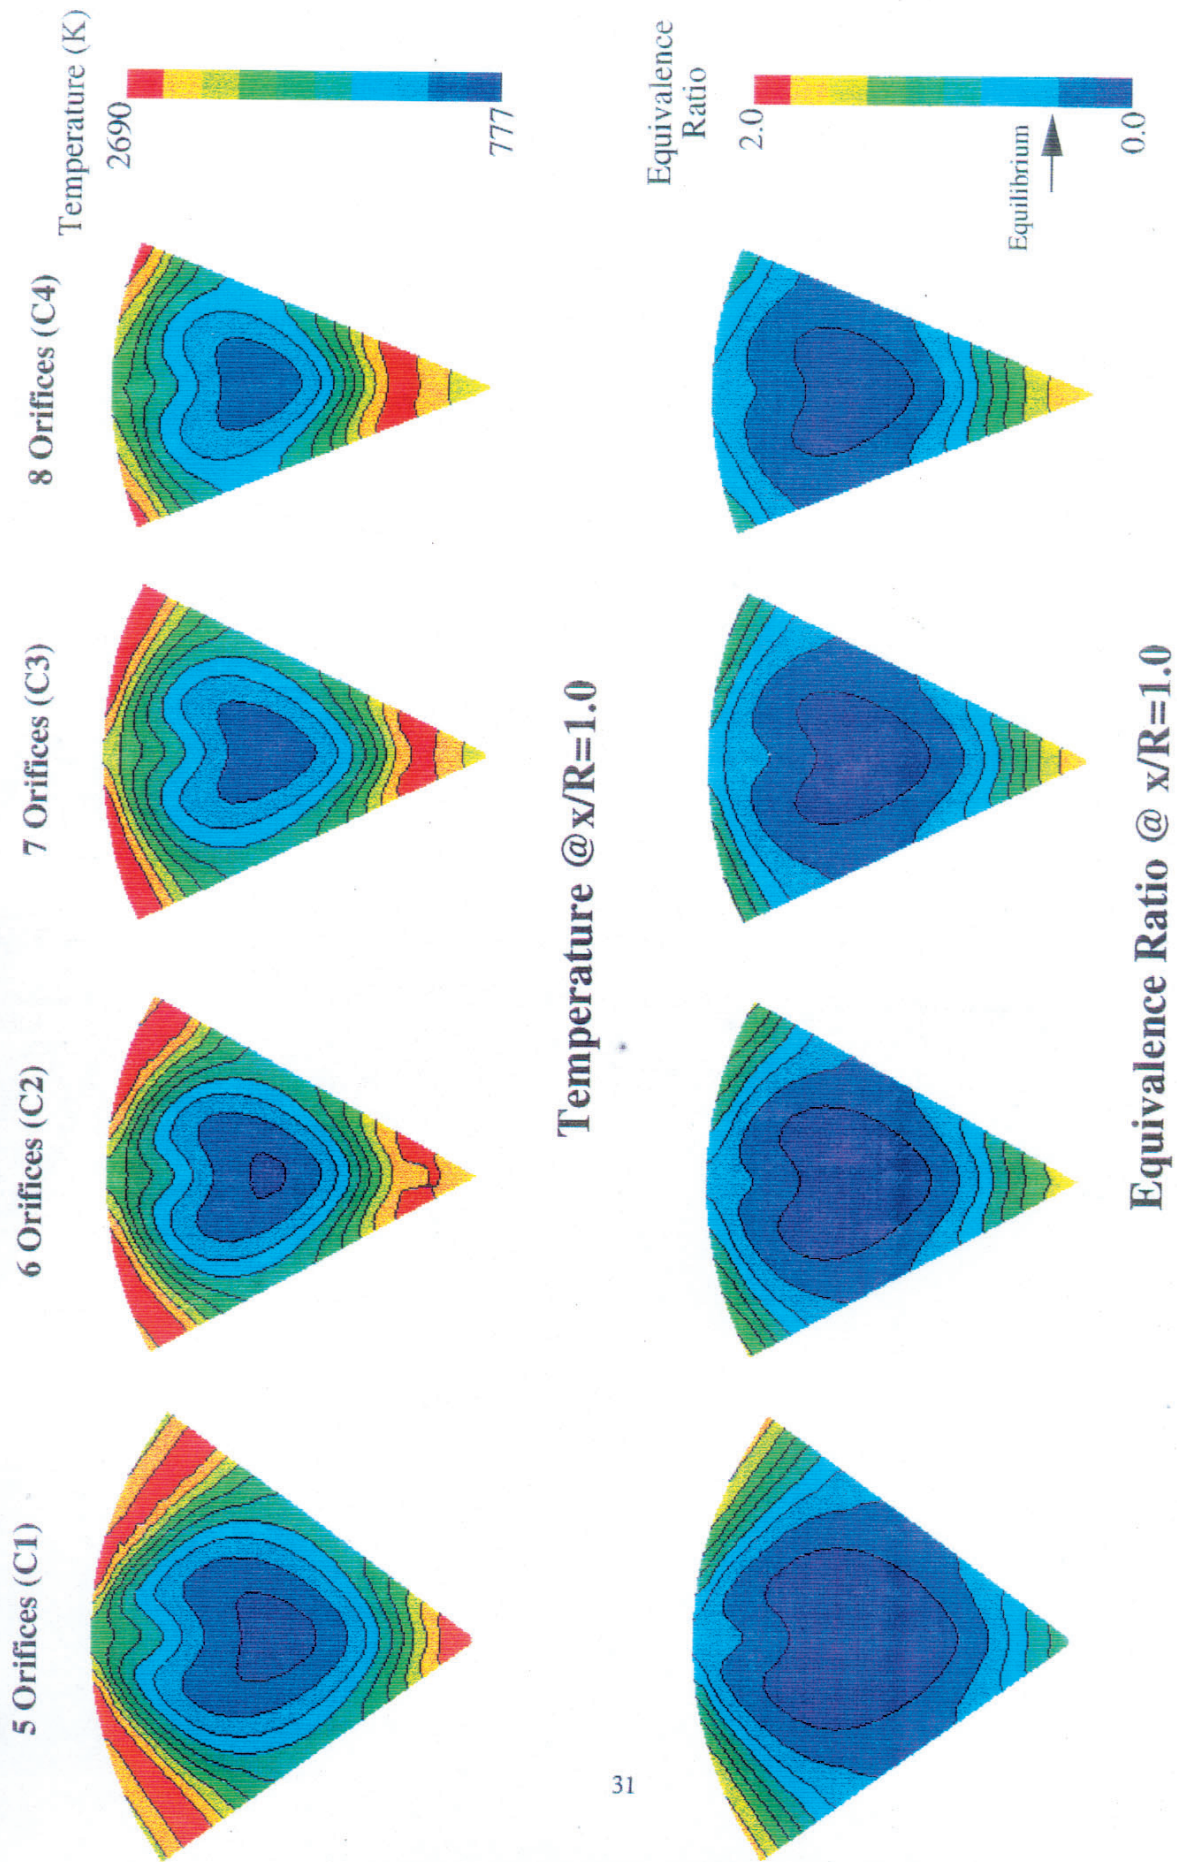 5 Orifices (C1)
6 Orifices (C2)
7 Orifices (C3)
8 Orifices (C4)
Temperature (K)
2690
777
Temperature @x/R=1.0
Equivalence
Ratio
2.0
Equilibrium
0.0
Equivalence Ratio @ x/R=1.0
31